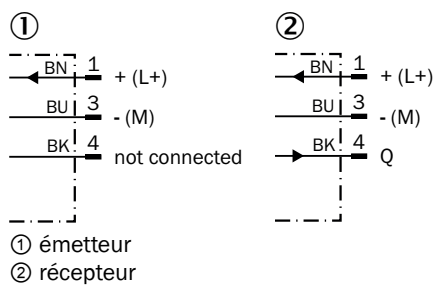 ①
BN 1 + (L+)
BU 3 - (M)
BK 4 not connected
②
BN 1 + (L+)
BU 3 - (M)
BK 4 Q
① émetteur
② récepteur